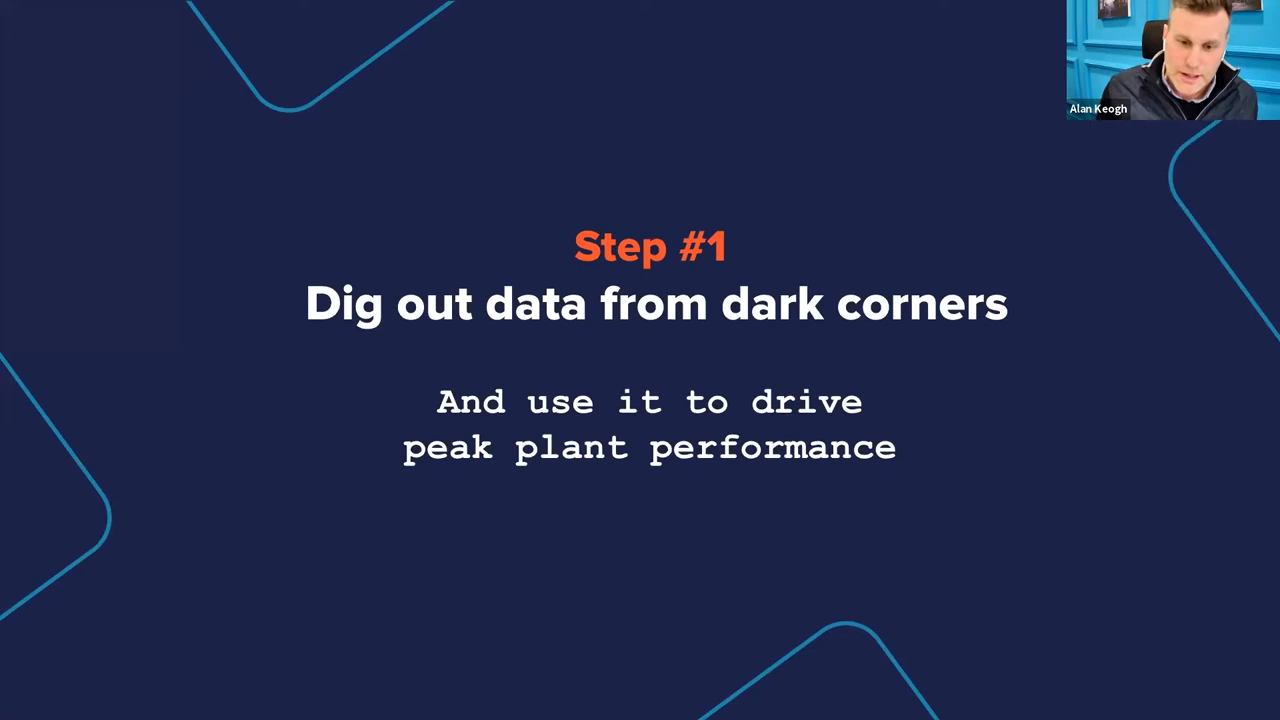 Alan Keogh
Step #1
Dig out data from dark corners
And use it to drive
peak plant performance